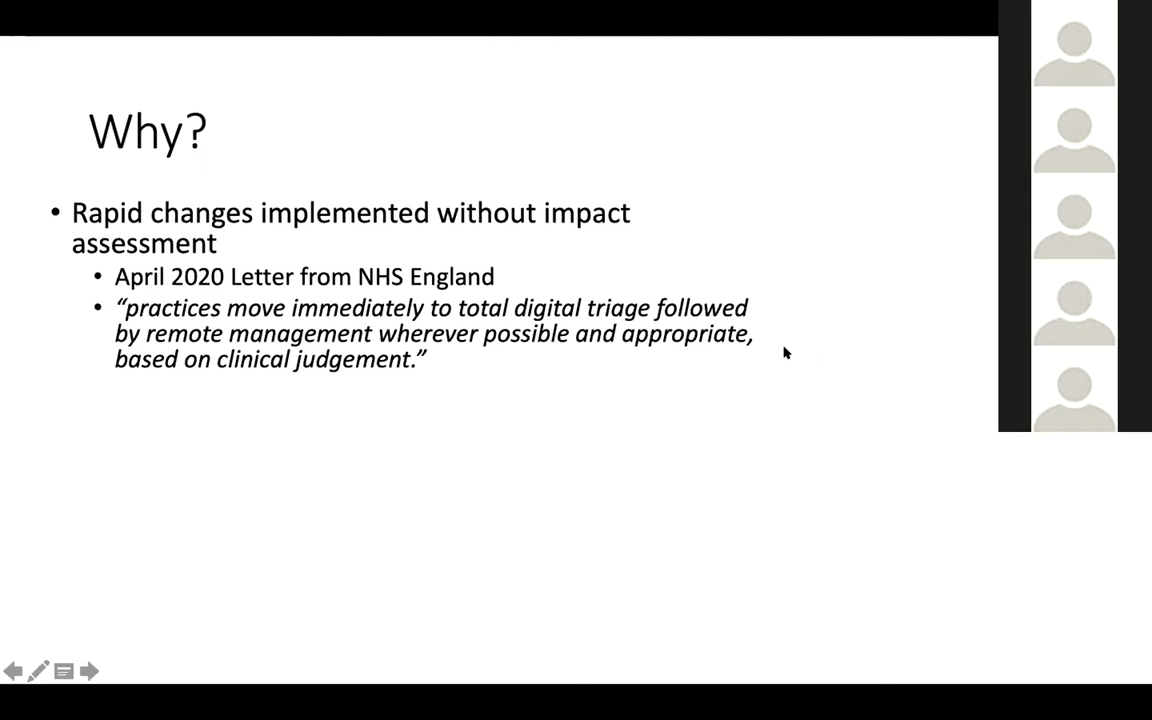 Why?
• Rapid changes implemented without impact
assessment
• April 2020 Letter from NHS England
• “practices move immediately to total digital triage followed
by remote management wherever possible and appropriate,
based on clinical judgement.”